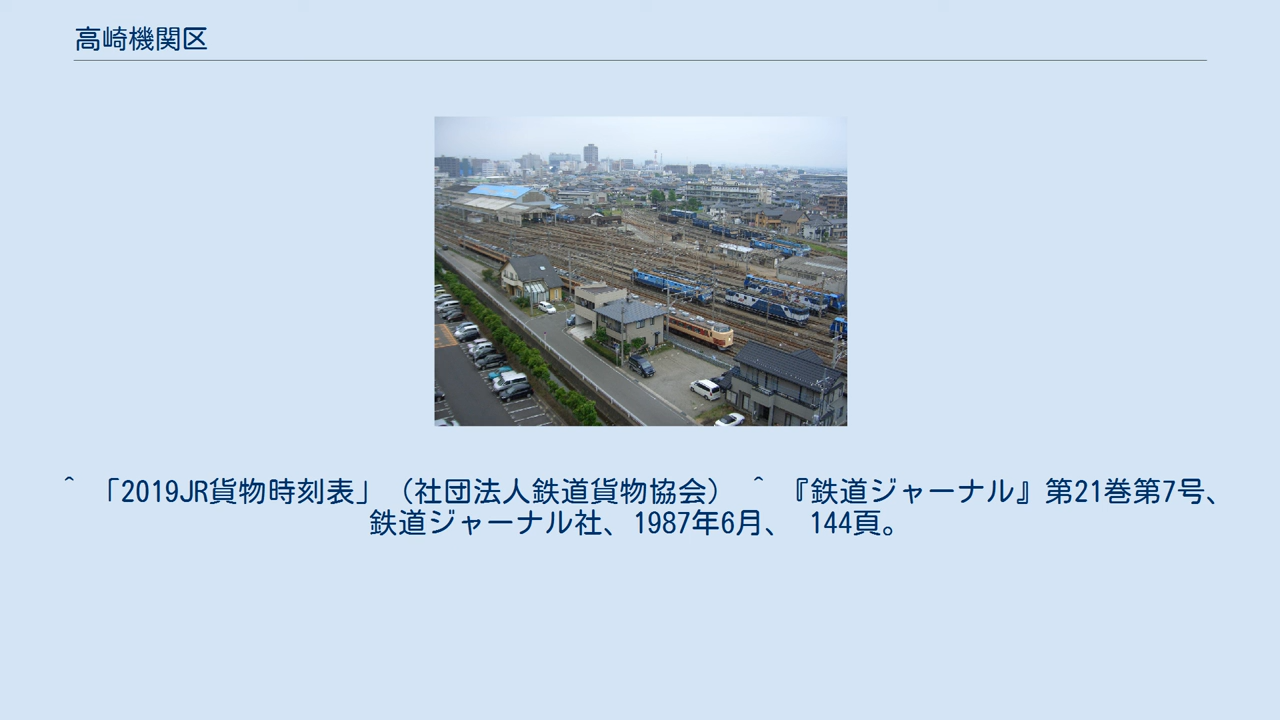 高崎機関区
^ 「2019JR貨物時刻表」（社団法人鉄道貨物協会） ^ 『鉄道ジャーナル』第21巻第7号、
鉄道ジャーナル社、1987年6月、 144頁。